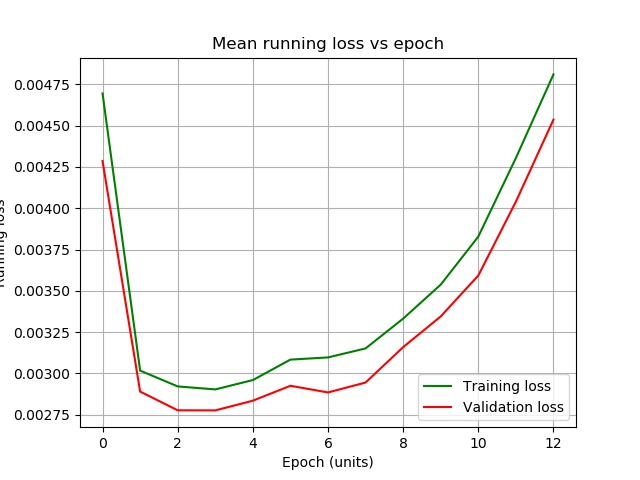 Mean running loss vs epoch
0.00475
0.00450
0.00425
0.00400
0.00375
0.00350
0.00325
0.00300
0.00275
Running loss
0 2 4 6 8 10 12
Epoch (units)
Training loss
Validation loss